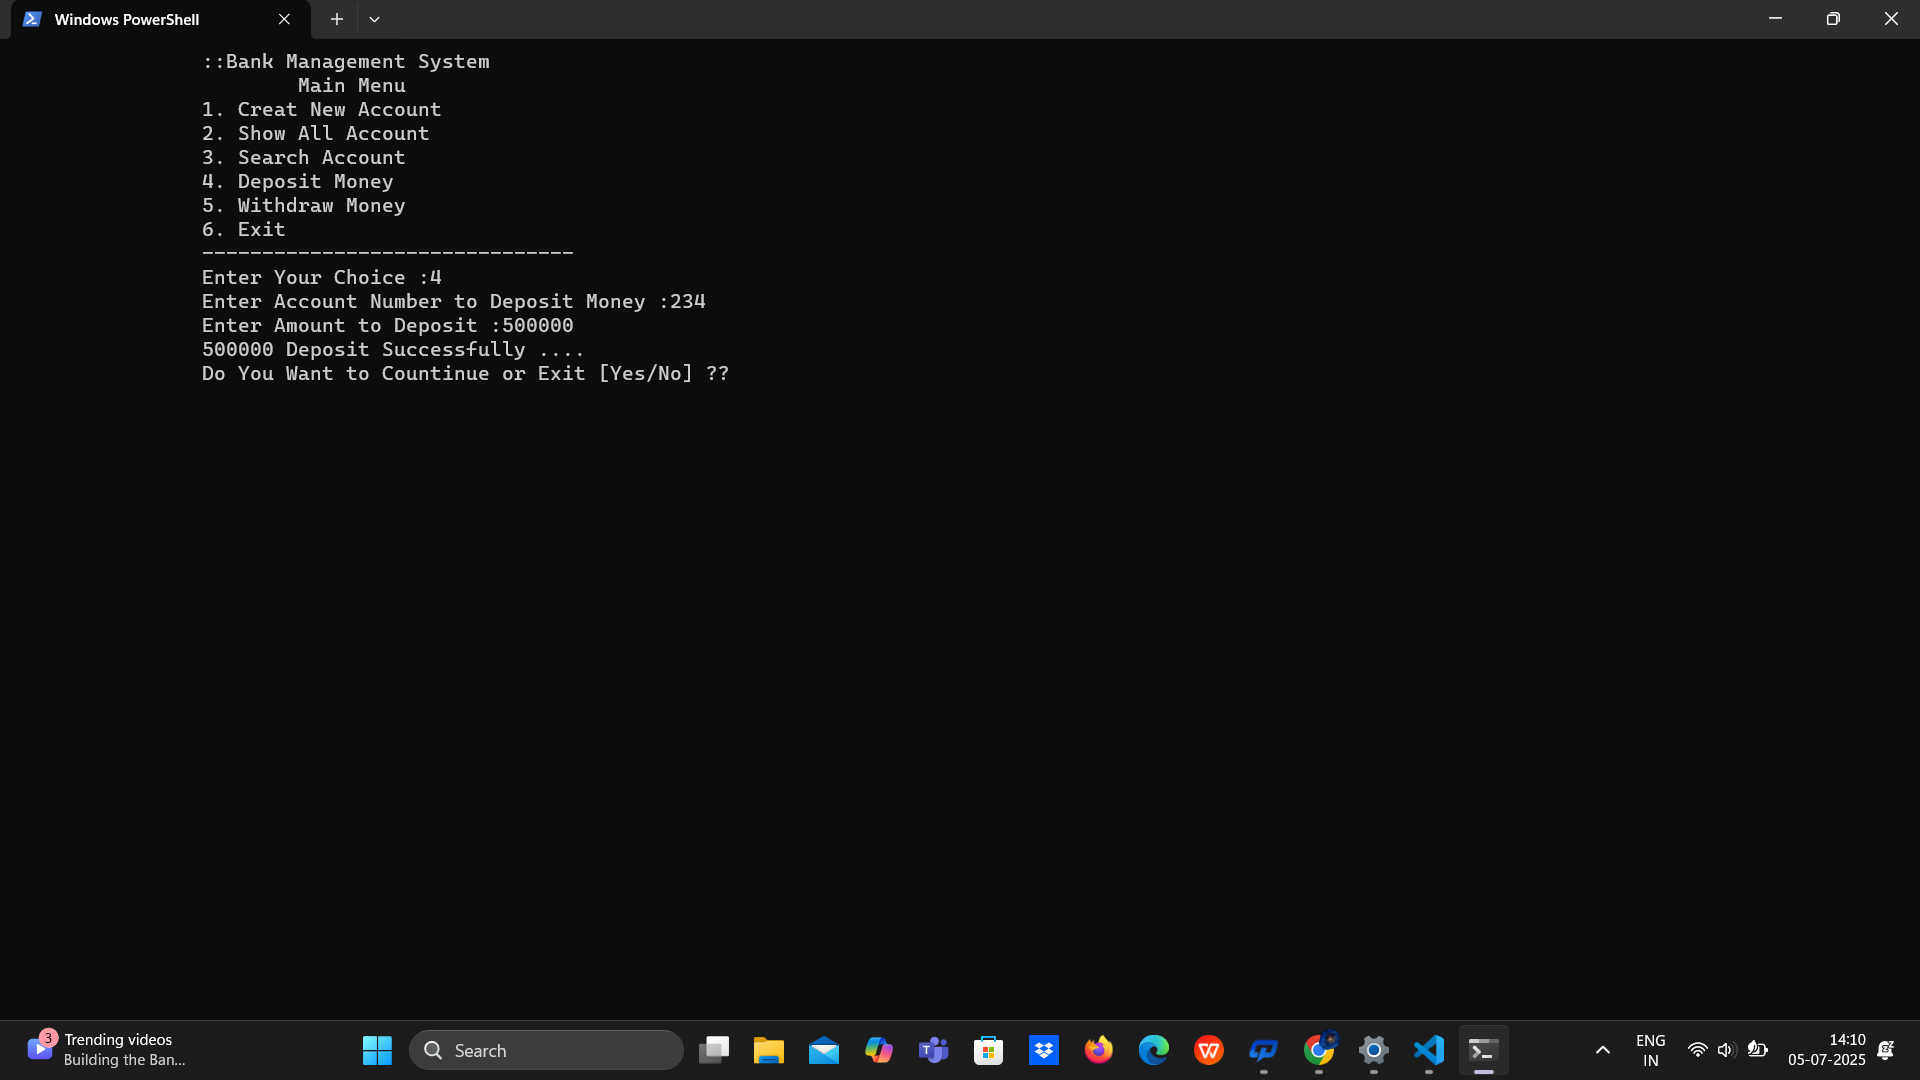 Windows PowerShell
::Bank Management System
Main Menu
1. Creat New Account
2. Show All Account
3. Search Account
4. Deposit Money
5. Withdraw Money
6. Exit
-------------------------------
Enter Your Choice :4
Enter Account Number to Deposit Money :234
Enter Amount to Deposit :500000
500000 Deposit Successfully ....
Do You Want to Countinue or Exit [Yes/No] ??
3
Trending videos
Building the Ban...
Search
ENG
IN
14:10
05-07-2025